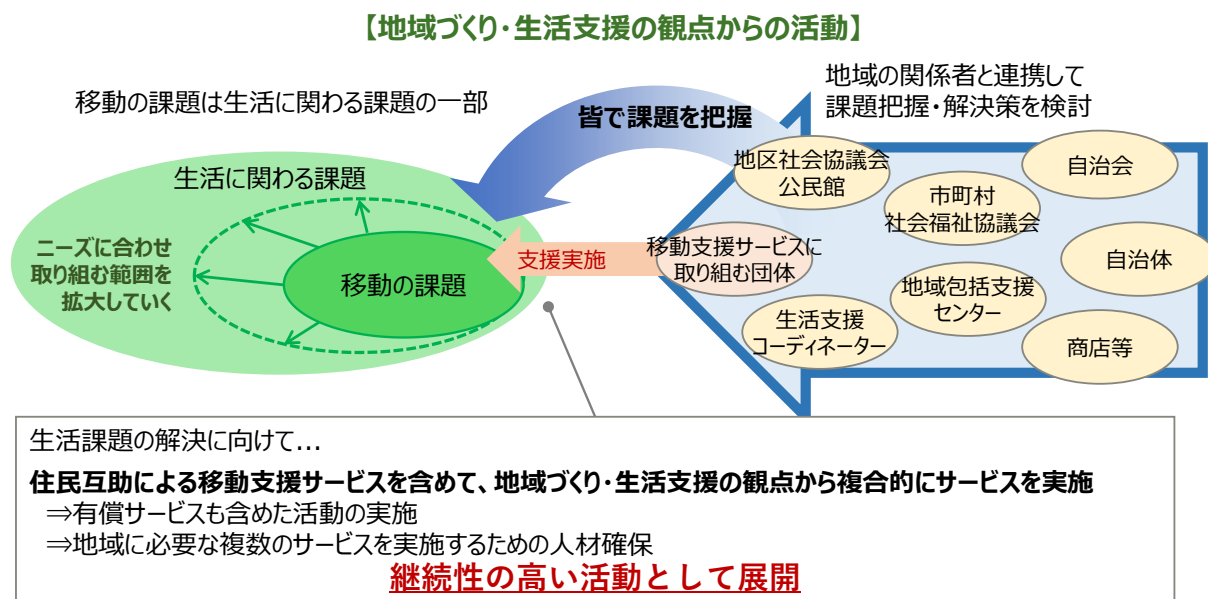 【地域づくり・生活支援の観点からの活動】
移動の課題は生活に関わる課題の一部
皆で課題を把握
地域の関係者と連携して
課題把握・解決策を検討
生活に関わる課題
ニーズに合わせ
取り組む範囲を
拡大していく
移動の課題
支援実施
移動支援サービスに
取り組む団体
地区社会協議会
公民館
市町村
社会福祉協議会
自治会
自治体
地域包括支援
センター
生活支援
コーディネーター
商店等
生活課題の解決に向けて…
住民互助による移動支援サービスを含めて、地域づくり・生活支援の観点から複合的にサービスを実施
⇒有償サービスも含めた活動の実施
⇒地域に必要な複数のサービスを実施するための人材確保
継続性の高い活動として展開